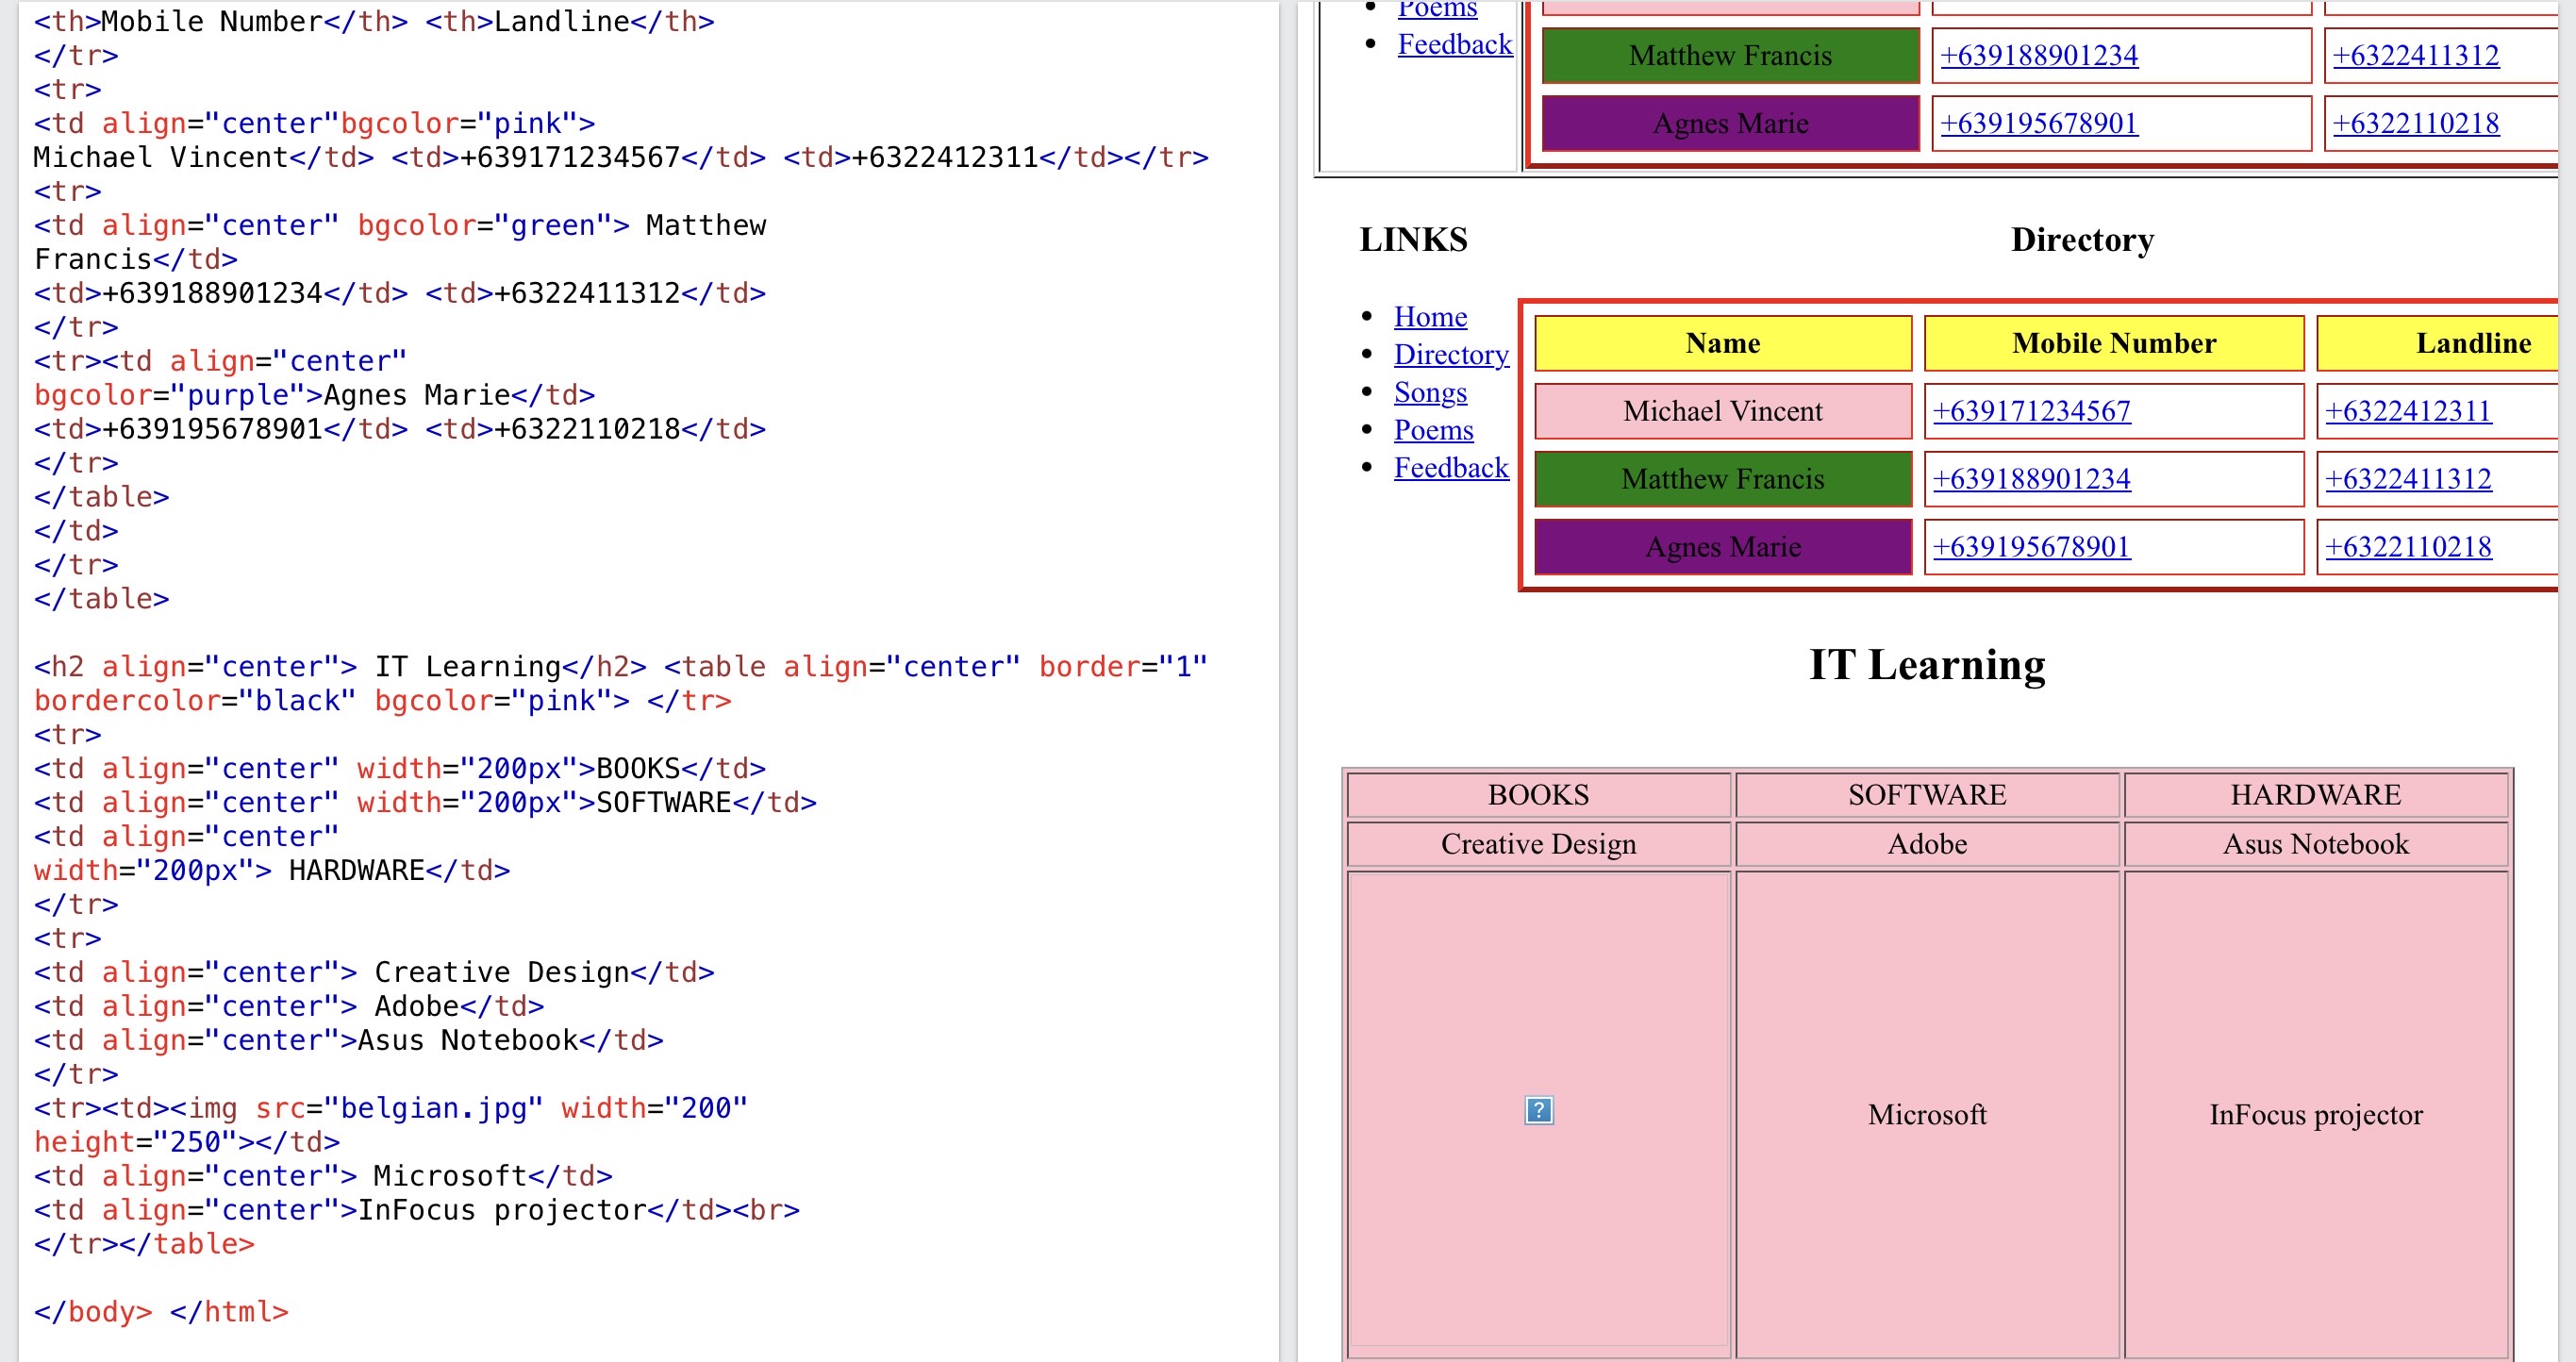 <th>Mobile Number</th> <th>Landline</th>
</tr>
<tr>
<td align="center"bgcolor="pink">
Michael Vincent</td> <td>+639171234567</td> <td>+6322412311</td></tr>
<tr>
<td align="center" bgcolor="green"> Matthew
Francis</td>
<td>+639188901234</td> <td>+6322411312</td>
</tr>
<tr><td align="center"
bgcolor="purple">Agnes Marie</td>
<td>+639195678901</td> <td>+6322110218</td>
</tr>
</table>
</td>
</tr>
</table>
<h2 align="center"> IT Learning</h2> <table align="center" border="1"
bordercolor="black" bgcolor="pink"> </tr>
<tr>
<td align="center" width="200px">BOOKS</td>
<td align="center" width="200px">SOFTWARE</td>
<td align="center"
width="200px"> HARDWARE</td>
</tr>
<tr>
<td align="center"> Creative Design</td>
<td align="center"> Adobe</td>
<td align="center">Asus Notebook</td>
</tr>
<tr><td><img src="belgian.jpg" width="200"
height="250"></td>
<td align="center"> Microsoft</td>
<td align="center">InFocus projector</td><br>
</tr></table>
</body> </html>
Poems
Feedback
Matthew Francis +639188901234 +6322411312
Agnes Marie +639195678901 +6322110218
LINKS Directory
Home
Directory
Songs
Poems
Feedback
Name Mobile Number Landline
Michael Vincent +639171234567 +6322412311
Matthew Francis +639188901234 +6322411312
Agnes Marie +639195678901 +6322110218
IT Learning
BOOKS SOFTWARE HARDWARE
Creative Design Adobe Asus Notebook
? Microsoft InFocus projector